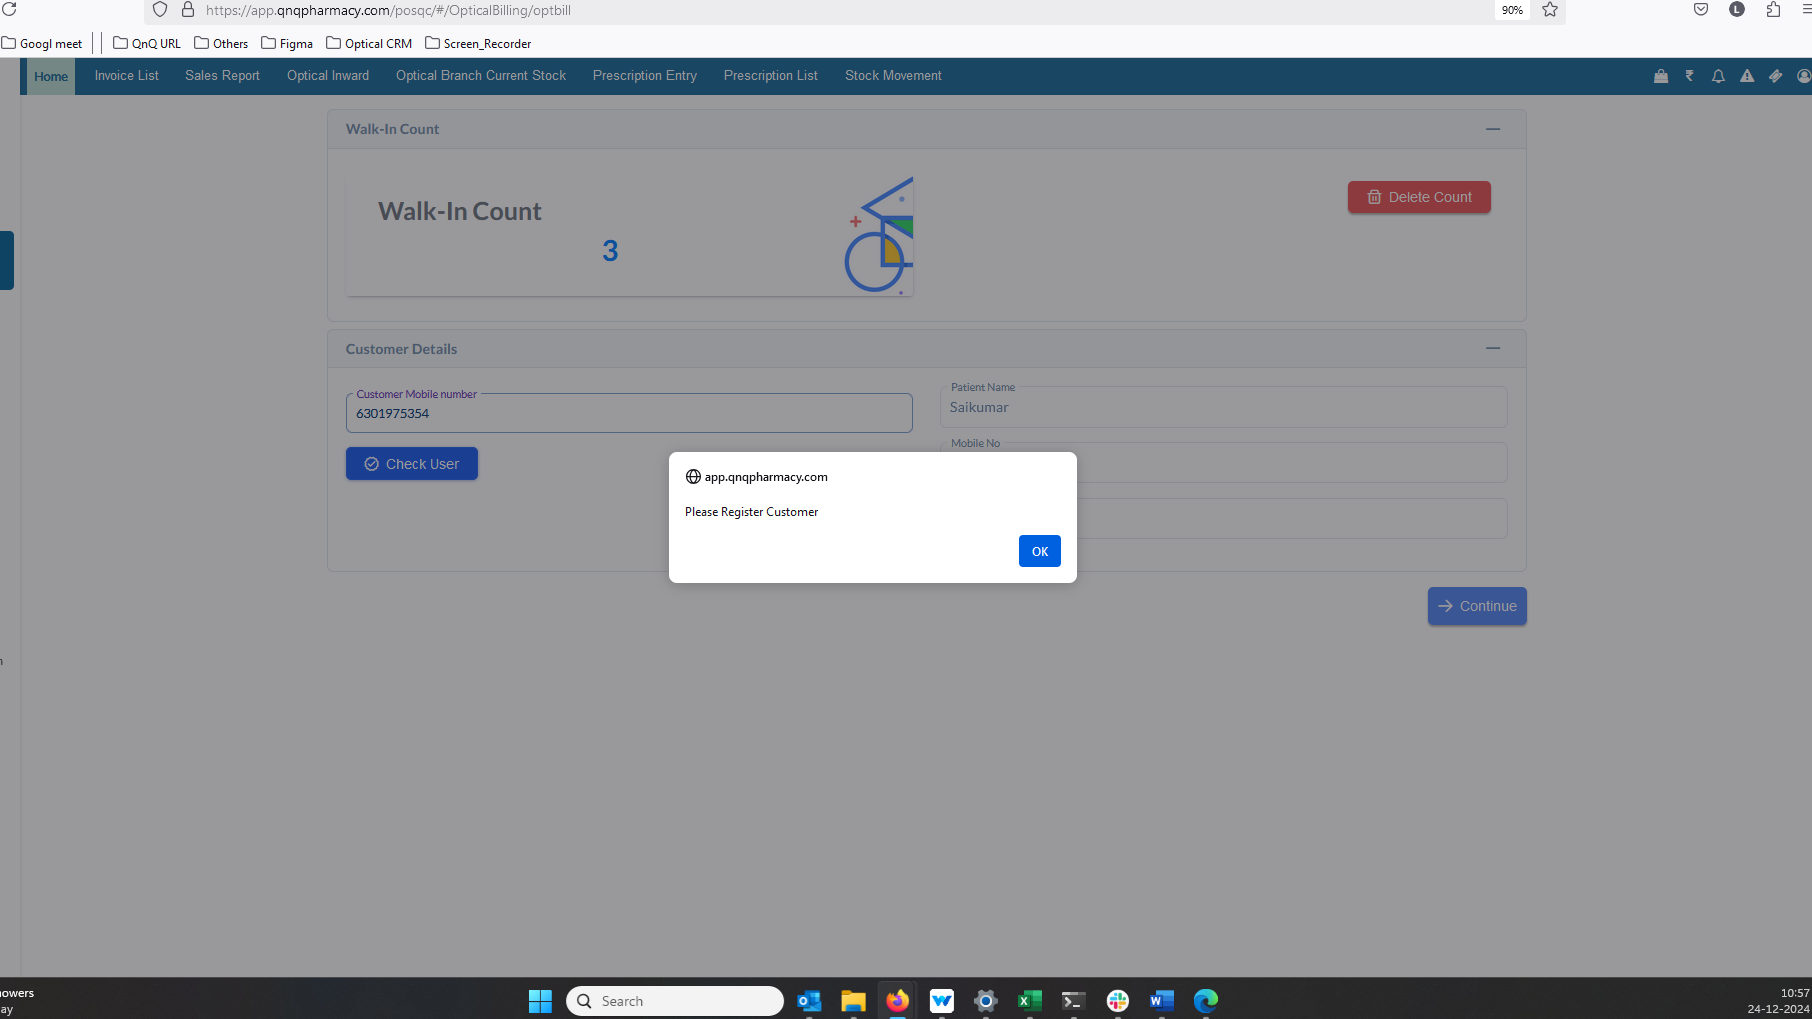 https://app.qnqpharmacy.com/posqc/#/OpticalBilling/optbill
90%
Googl meet
QnQ URL
Others
Figma
Optical CRM
Screen_Recorder
Home
Invoice List
Sales Report
Optical Inward
Optical Branch Current Stock
Prescription Entry
Prescription List
Stock Movement
Walk-In Count
Walk-In Count
3
Delete Count
Customer Details
Customer Mobile number
6301975354
Check User
Patient Name
Saikumar
Mobile No
app.qnqpharmacy.com
Please Register Customer
OK
Continue
Search
10:57
24-12-2024